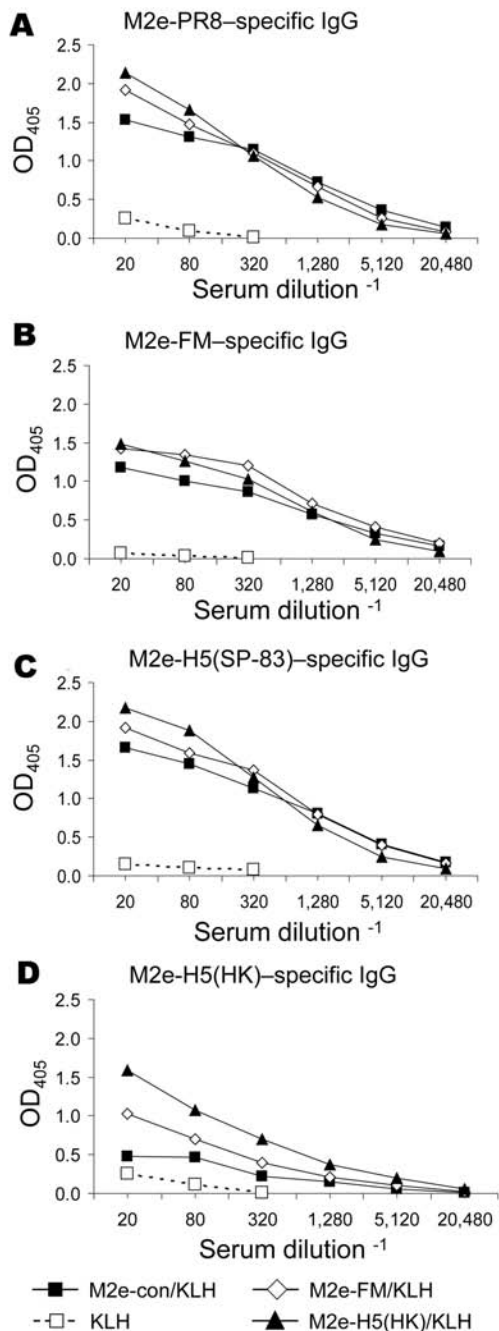 A
M2e-PR8–specific IgG
OD405
2.5
2.0
1.5
1.0
0.5
0.0
20 80 320 1,280 5,120 20,480
Serum dilution -1
B
M2e-FM–specific IgG
OD405
2.5
2.0
1.5
1.0
0.5
0.0
20 80 320 1,280 5,120 20,480
Serum dilution -1
C
M2e-H5(SP-83)–specific IgG
OD405
2.5
2.0
1.5
1.0
0.5
0.0
20 80 320 1,280 5,120 20,480
Serum dilution -1
D
M2e-H5(HK)–specific IgG
OD405
2.5
2.0
1.5
1.0
0.5
0.0
20 80 320 1,280 5,120 20,480
Serum dilution -1
M2e-con/KLH M2e-FM/KLH
KLH M2e-H5(HK)/KLH